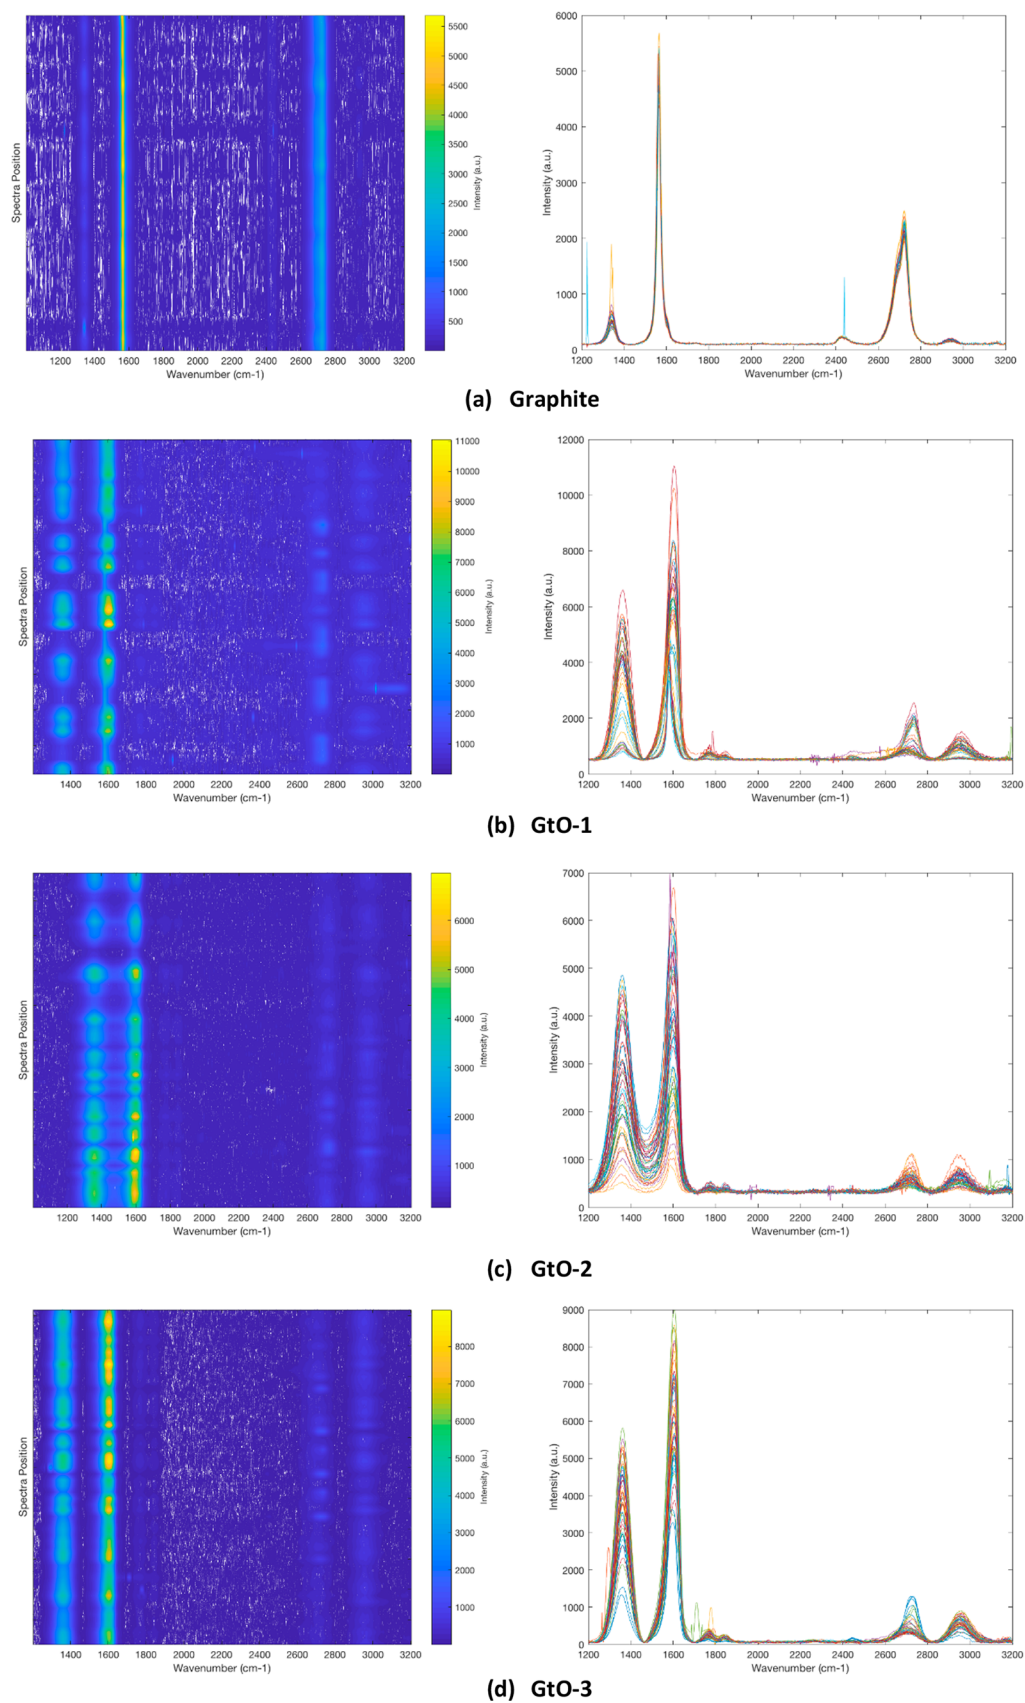 5500
5000
4500
4000
3500
3000
2500
2000
1500
1000
500
Spectra Position
Intensity (a.u.)
1200 1400 1600 1800 2000 2200 2400 2600 2800 3000 3200
Wavenumber (cm-1)
6000
5000
4000
3000
2000
1000
0
Intensity (a.u.)
1200 1400 1600 1800 2000 2200 2400 2600 2800 3000 3200
Wavenumber (cm-1)
(a) Graphite
11000
10000
9000
8000
7000
6000
5000
4000
3000
2000
1000
Spectra Position
Intensity (a.u.)
1400 1600 1800 2000 2200 2400 2600 2800 3000 3200
Wavenumber (cm-1)
12000
10000
8000
6000
4000
2000
0
Intensity (a.u.)
1200 1400 1600 1800 2000 2200 2400 2600 2800 3000 3200
Wavenumber (cm-1)
(b) GtO-1
6000
5000
4000
3000
2000
1000
Spectra Position
Intensity (a.u.)
1200 1400 1600 1800 2000 2200 2400 2600 2800 3000
Wavenumber (cm-1)
7000
6000
5000
4000
3000
2000
1000
0
Intensity (a.u.)
1200 1400 1600 1800 2000 2200 2400 2600 2800 3000 3200
Wavenumber (cm-1)
(c) GtO-2
8000
7000
6000
5000
4000
3000
2000
1000
Spectra Position
Intensity (a.u.)
1400 1600 1800 2000 2200 2400 2600 2800 3000 3200
Wavenumber (cm-1)
9000
8000
7000
6000
5000
4000
3000
2000
1000
0
Intensity (a.u.)
1200 1400 1600 1800 2000 2200 2400 2600 2800 3000 3200
Wavenumber (cm-1)
(d) GtO-3